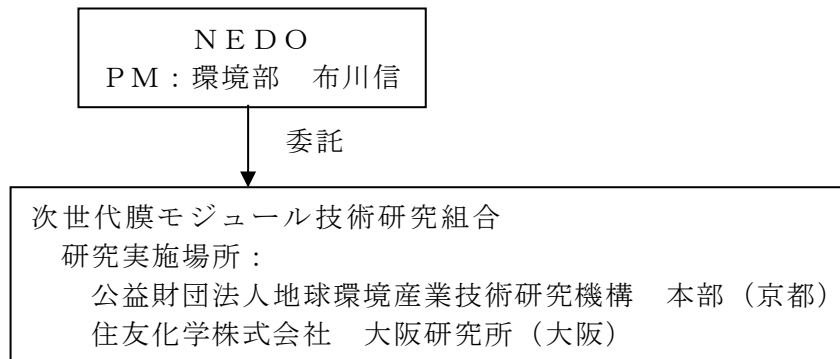 ＮＥＤＯ
ＰＭ：環境部　布川信
委託
次世代膜モジュール技術研究組合
研究実施場所：
公益財団法人地球環境産業技術研究機構　本部（京都）
住友化学株式会社　大阪研究所（大阪）